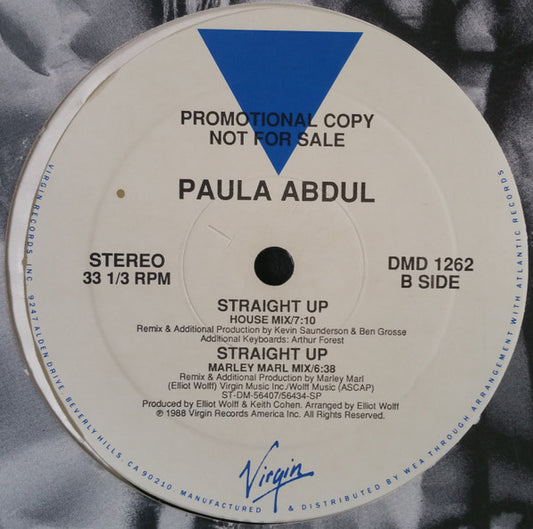 PROMOTIONAL COPY
NOT FOR SALE
PAULA ABDUL
STEREO
33 1/3 RPM
DMD 1262
B SIDE
STRAIGHT UP
HOUSE MIX/7:10
Remix & Additional Production by Kevin Saunderson & Ben Grosse
Additional Keyboards: Arthur Forest
STRAIGHT UP
MARLEY MARL MIX/6:38
Remix & Additional Production by Marley Marl
(Elliot Wolff) Virgin Music Inc./Wolff Music (ASCAP)
ST-DM-56407/56434-SP
Produced by Elliot Wolff & Keith Cohen. Arranged by Elliot Wolff
℗ 1988 Virgin Records America Inc. All Rights Reserved.
Virgin
VIRGIN RECORDS, INC. 9247 ALDEN DRIVE, BEVERLY HILLS, CA 90210 - MANUFACTURED & DISTRIBUTED BY WEA THROUGH ARRANGEMENT WITH ATLANTIC RECORDS